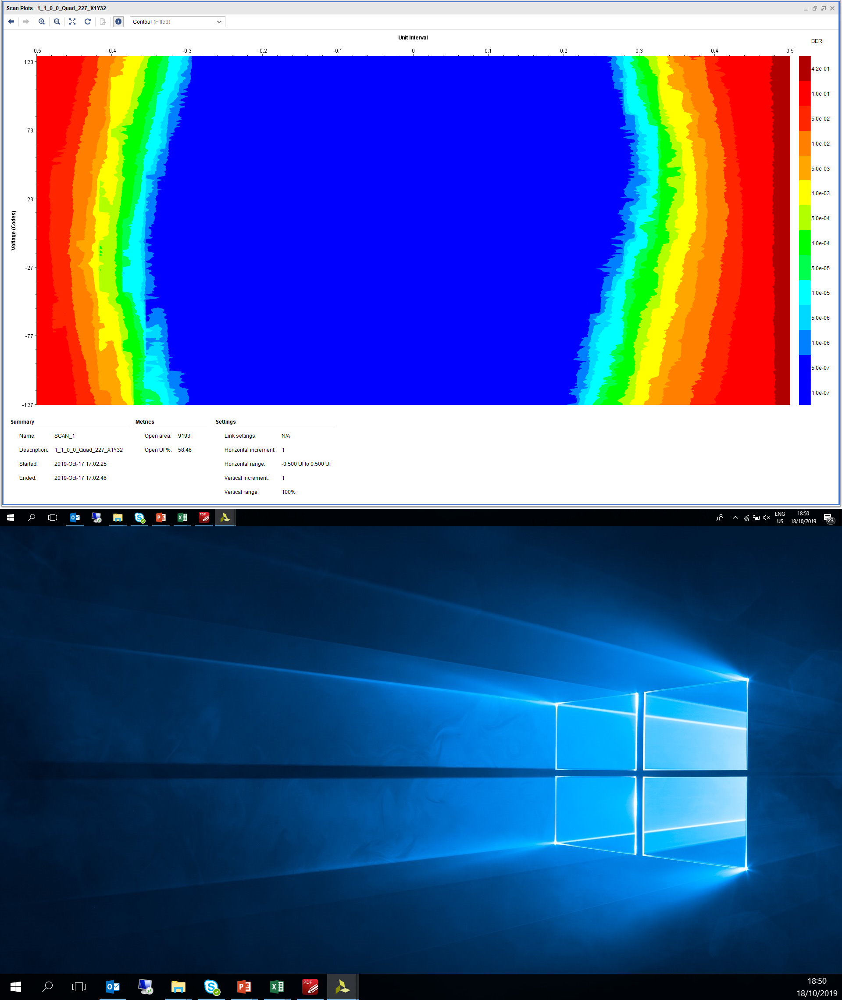 Scan Plots - 1_1_0_0_Quad_227_X1Y32
Contour (Filled)
Unit Interval
BER
-0.5 -0.4 -0.3 -0.2 -0.1 0 0.1 0.2 0.3 0.4 0.5
Voltage (Codes)
123
73
23
-27
-77
-127
4.2e-01
1.0e-01
5.0e-02
1.0e-02
5.0e-03
1.0e-03
5.0e-04
1.0e-04
5.0e-05
1.0e-05
5.0e-06
1.0e-06
5.0e-07
1.0e-07
Summary
Name: SCAN_1
Description: 1_1_0_0_Quad_227_X1Y32
Started: 2019-Oct-17 17:02:25
Ended: 2019-Oct-17 17:02:46
Metrics
Open area: 9193
Open UI %: 58.46
Settings
Link settings: N/A
Horizontal increment: 1
Horizontal range: -0.500 UI to 0.500 UI
Vertical increment: 1
Vertical range: 100%
PDF
ENG
US
18:50
18/10/2019
23
PDF
18:50
18/10/2019